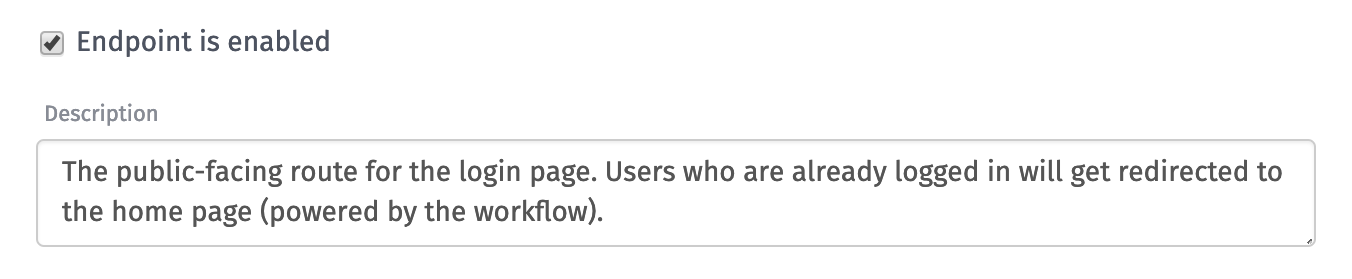 Endpoint is enabled
Description
The public-facing route for the login page. Users who are already logged in will get redirected to
the home page (powered by the workflow).